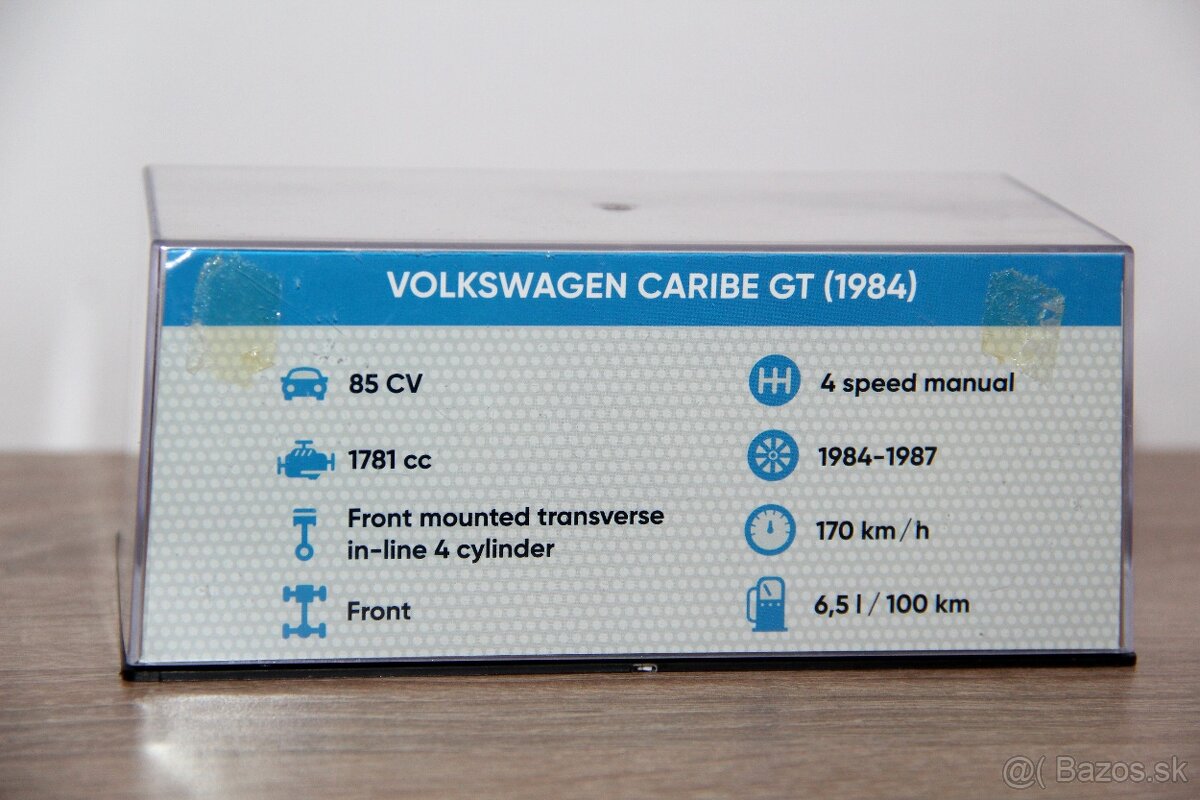 VOLKSWAGEN CARIBE GT (1984)
85 CV
1781 cc
Front mounted transverse
in-line 4 cylinder
Front
4 speed manual
1984-1987
170 km/h
6,5 l / 100 km
@( Bazos.sk